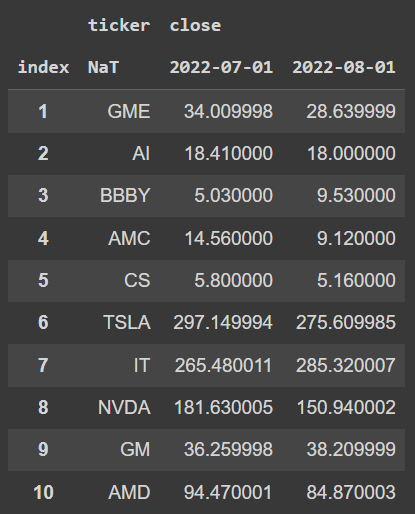 ticker close
index NaT 2022-07-01 2022-08-01
1 GME 34.009998 28.639999
2 AI 18.410000 18.000000
3 BBBY 5.030000 9.530000
4 AMC 14.560000 9.120000
5 CS 5.800000 5.160000
6 TSLA 297.149994 275.609985
7 IT 265.480011 285.320007
8 NVDA 181.630005 150.940002
9 GM 36.259998 38.209999
10 AMD 94.470001 84.870003